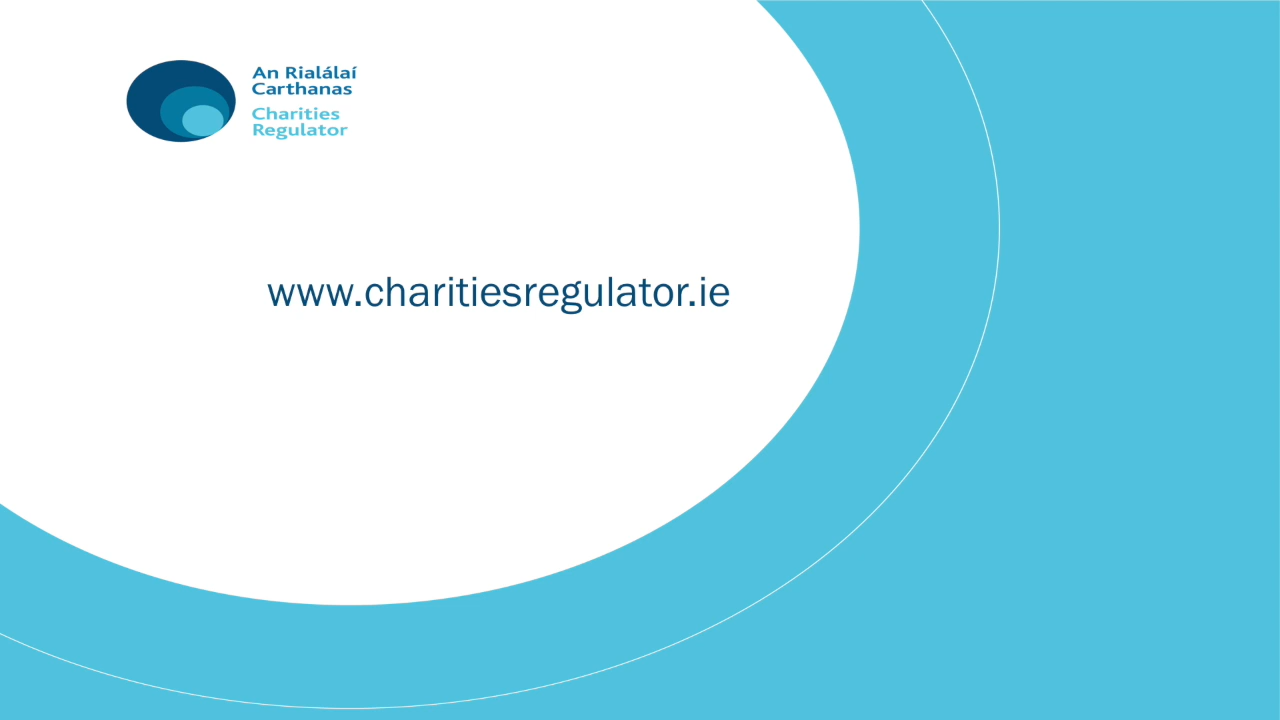 An Rialálaí
Carthanas
Charities
Regulator
www.charitiesregulator.ie